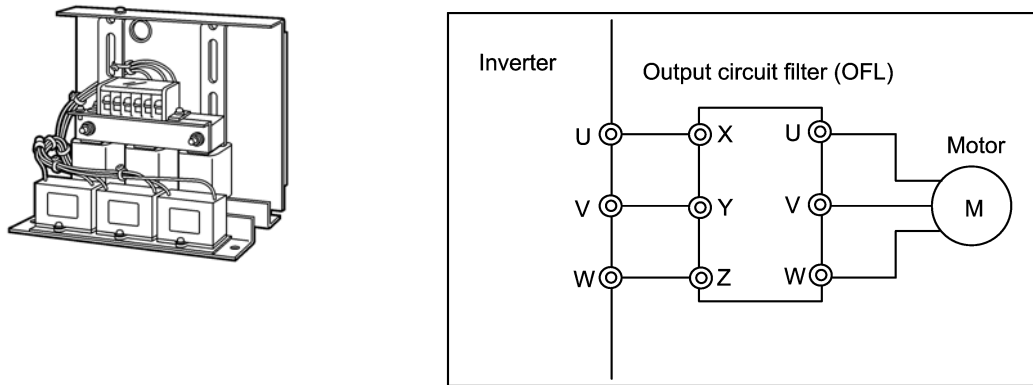 Inverter
Output circuit filter (OFL)
U X U Motor
V Y V M
W Z W